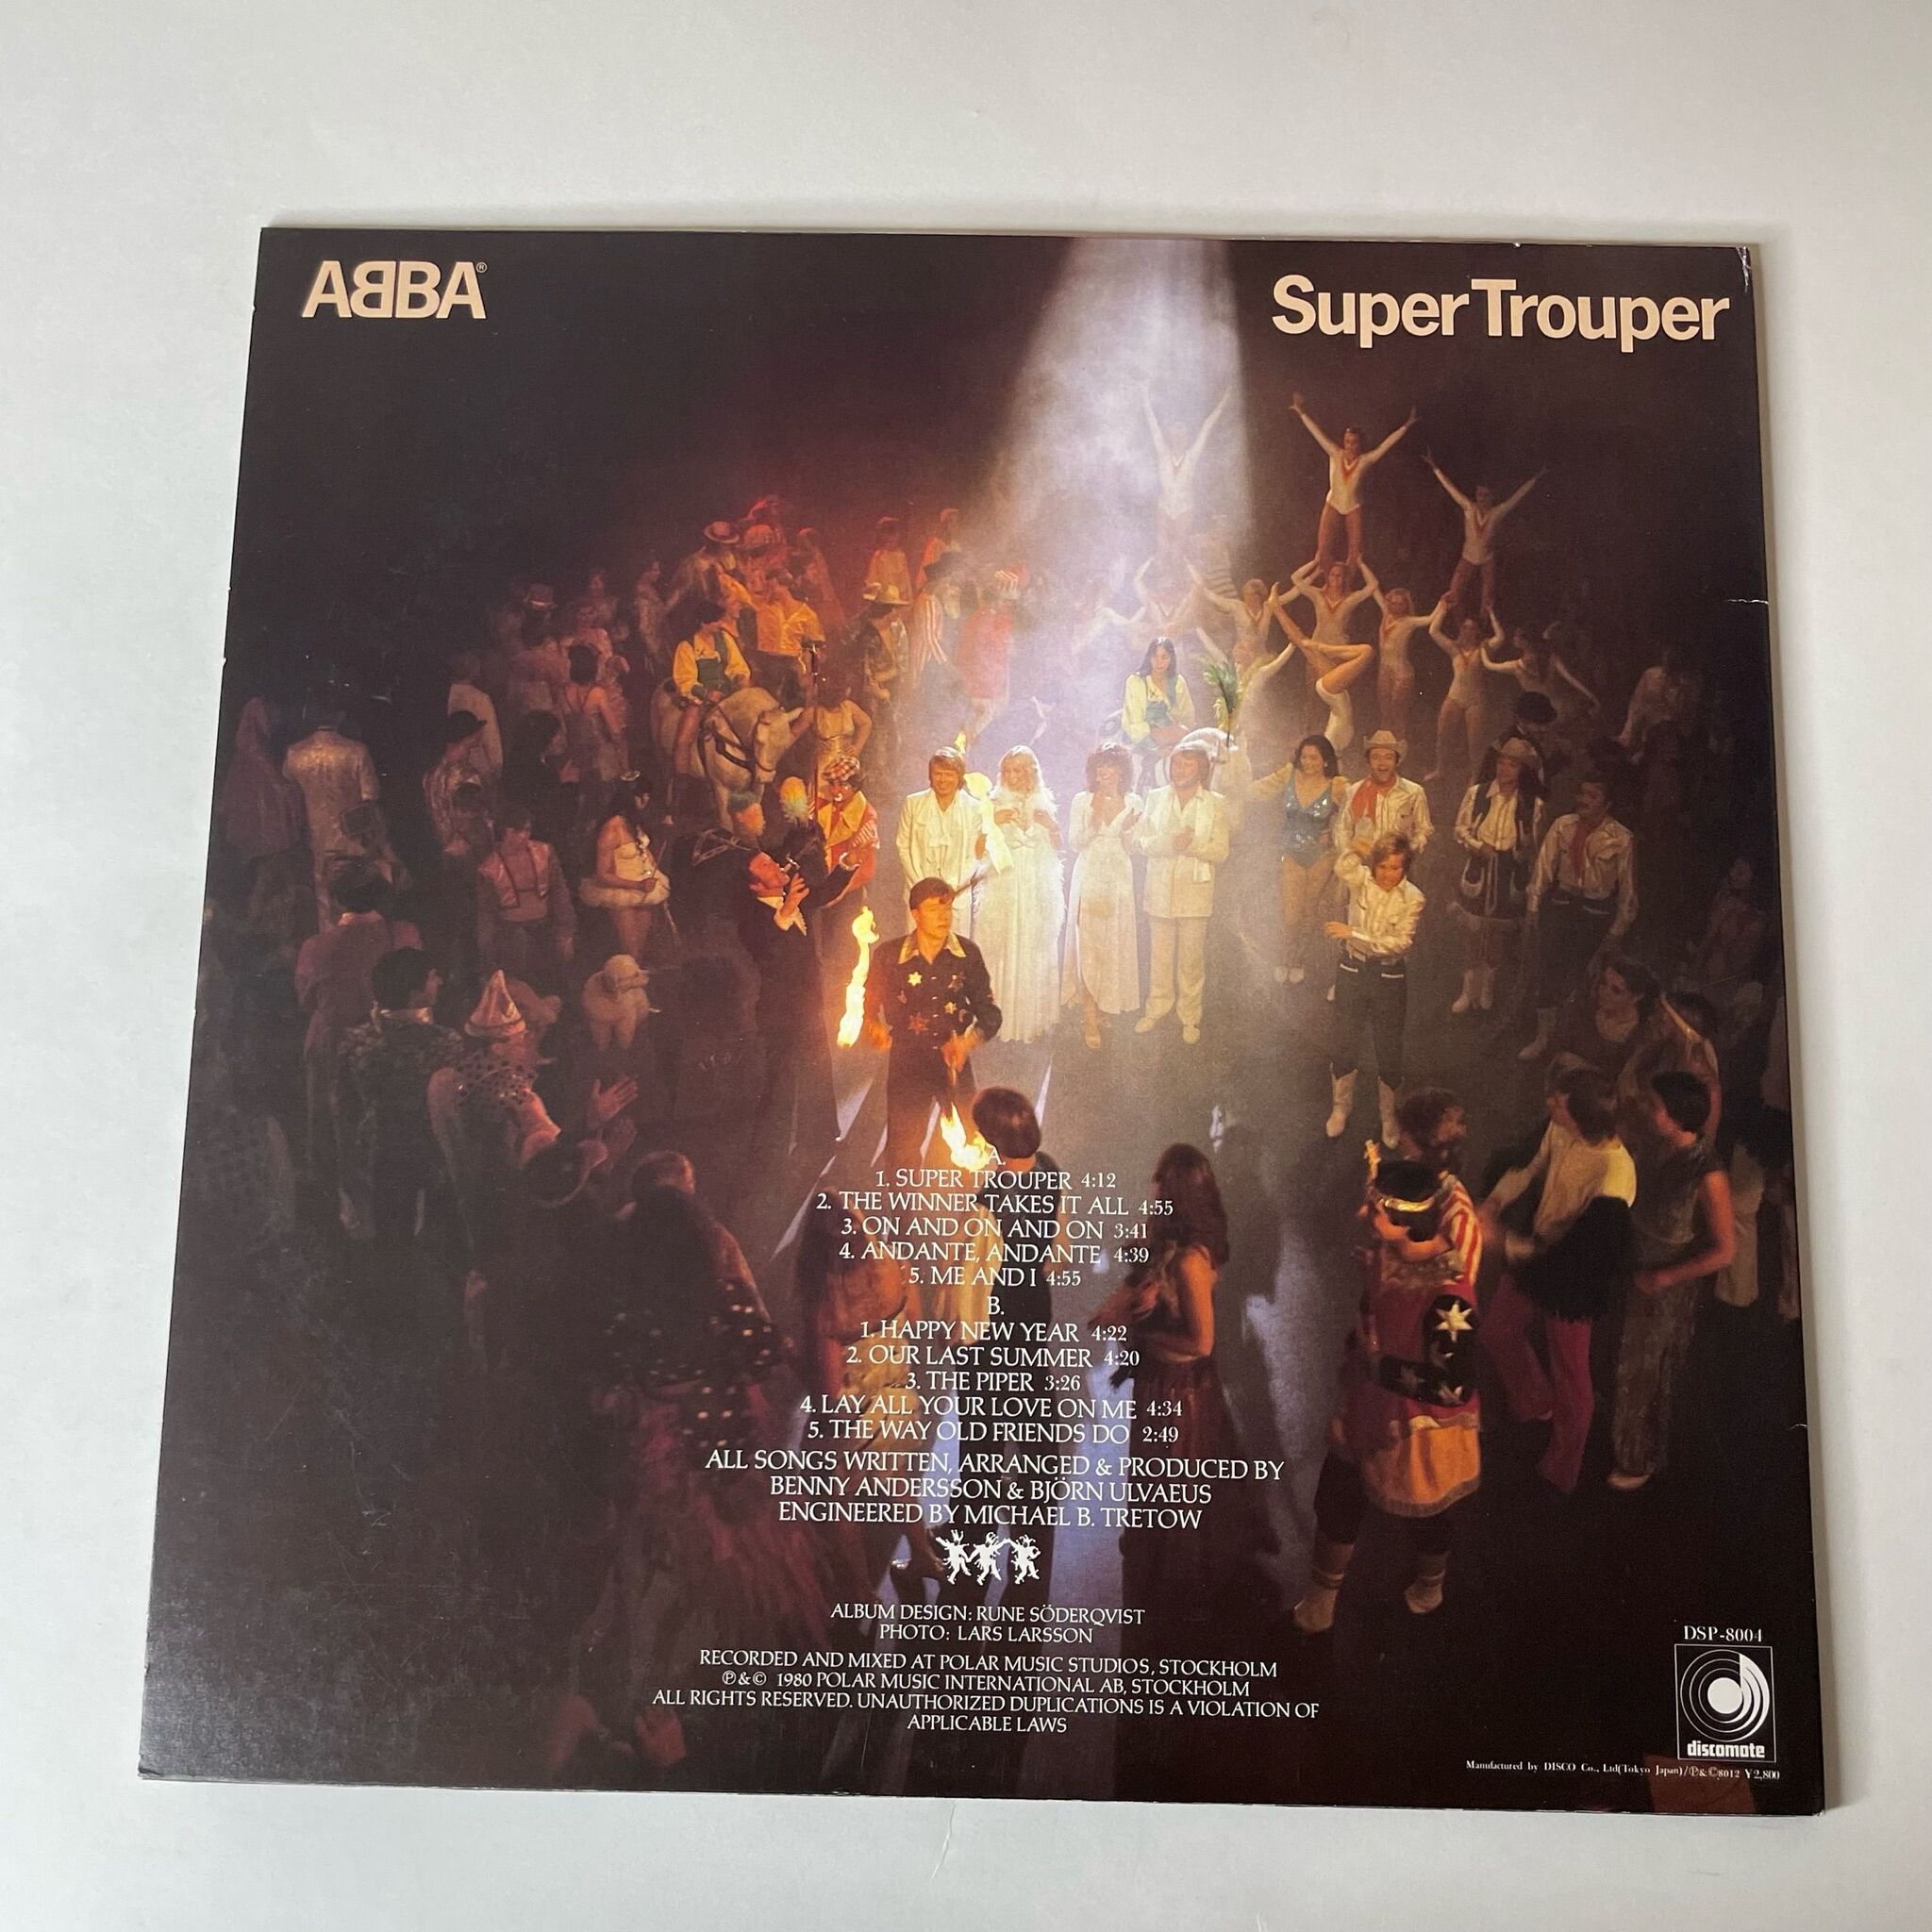 ABBA®
Super Trouper
A.
1. SUPER TROUPER 4:12
2. THE WINNER TAKES IT ALL 4:55
3. ON AND ON AND ON 3:41
4. ANDANTE, ANDANTE 4:39
5. ME AND I 4:55
B.
1. HAPPY NEW YEAR 4:22
2. OUR LAST SUMMER 4:20
3. THE PIPER 3:26
4. LAY ALL YOUR LOVE ON ME 4:34
5. THE WAY OLD FRIENDS DO 2:49
ALL SONGS WRITTEN, ARRANGED & PRODUCED BY
BENNY ANDERSSON & BJÖRN ULVAEUS
ENGINEERED BY MICHAEL B. TRETOW
ALBUM DESIGN: RUNE SÖDERQVIST
PHOTO: LARS LARSSON
RECORDED AND MIXED AT POLAR MUSIC STUDIOS, STOCKHOLM
℗&© 1980 POLAR MUSIC INTERNATIONAL AB, STOCKHOLM
ALL RIGHTS RESERVED. UNAUTHORIZED DUPLICATIONS IS A VIOLATION OF
APPLICABLE LAWS
DSP-8004
discomate
Manufactured by DISCO Co., Ltd(Tokyo Japan)/℗&©8012 ¥2,800